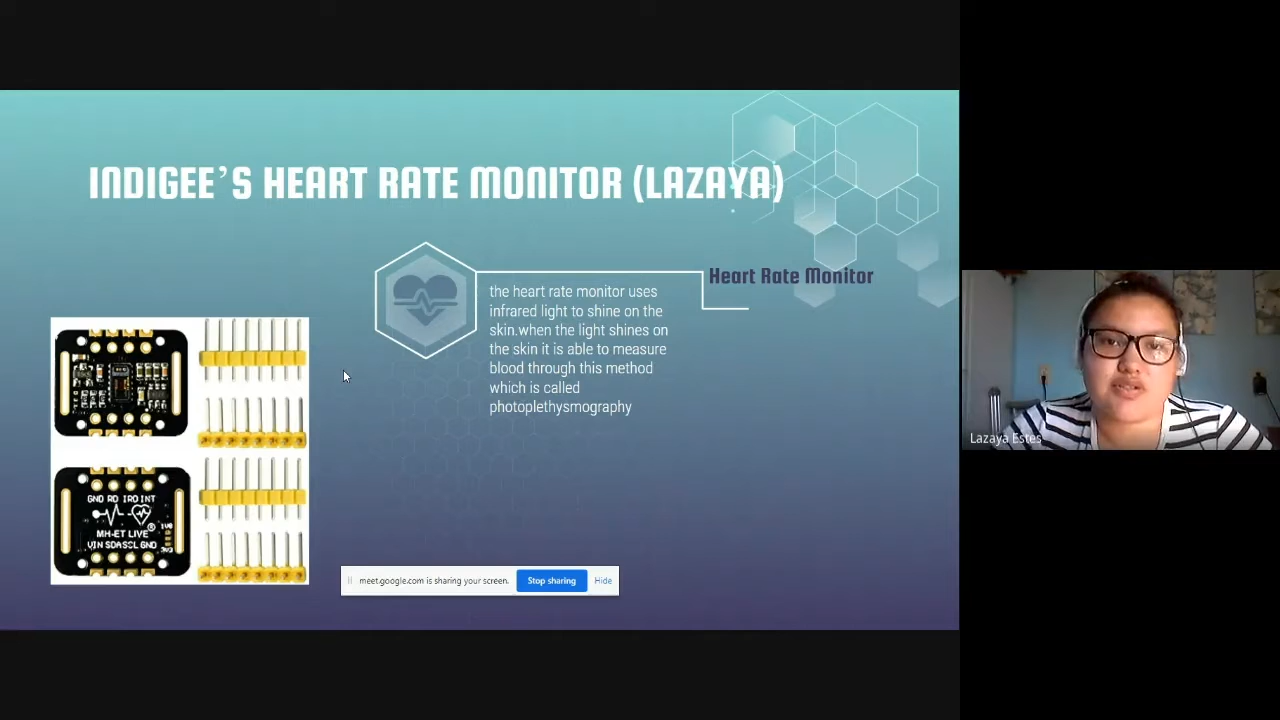 INDIGEE'S HEART RATE MONITOR (LAZAYA)
Heart Rate Monitor
the heart rate monitor uses
infrared light to shine on the
skin.when the light shines on
the skin it is able to measure
blood through this method
which is called
photoplethysmography
GND RD IRD INT
MH-ET LIVE
®
1V8
3V3
VIN SDA SCL GND
meet.google.com is sharing your screen.
Stop sharing
Hide
Lazaya Estes